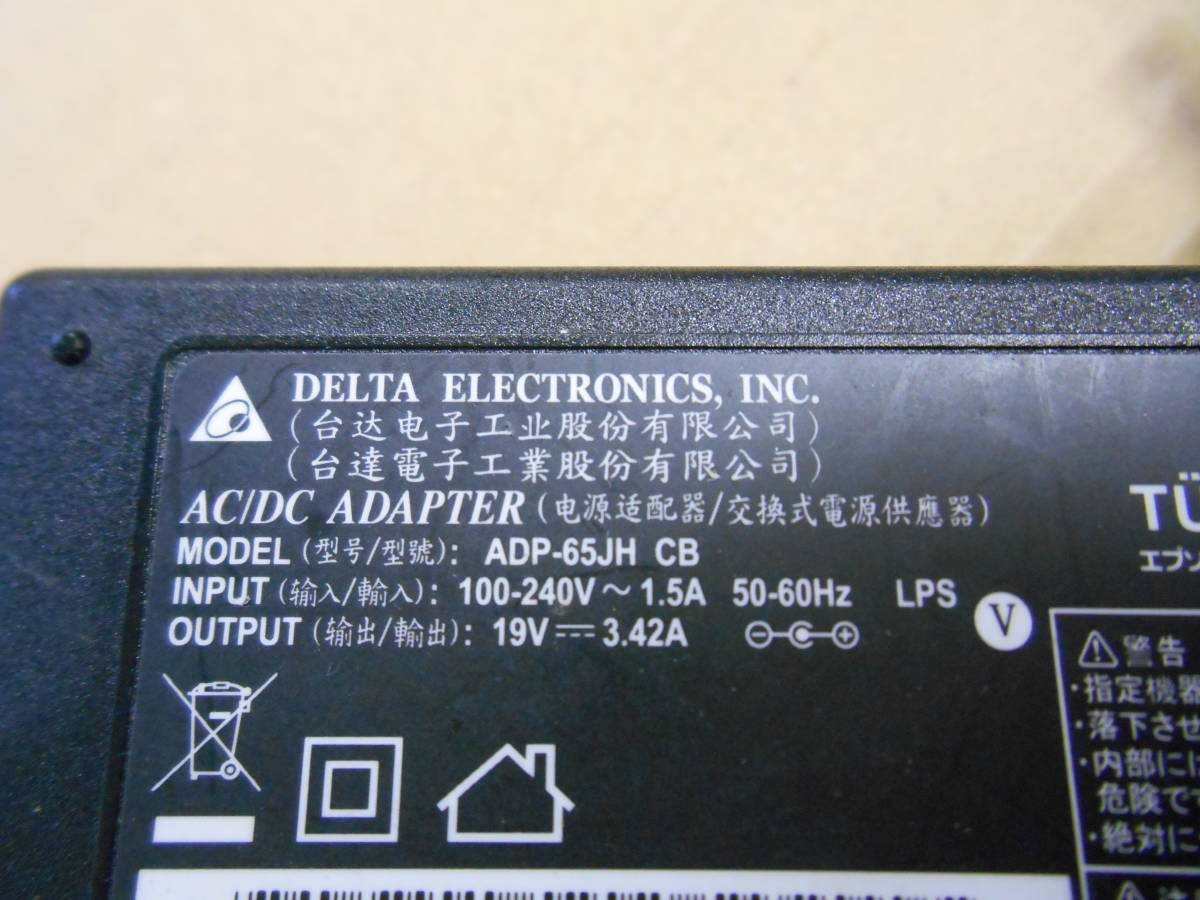 DELTA ELECTRONICS, INC.
(台达电子工业股份有限公司)
(台達電子工業股份有限公司)
AC/DC ADAPTER (电源适配器/交換式電源供應器)
MODEL (型号/型號): ADP-65JH CB
INPUT (输入/輸入): 100-240V～1.5A 50-60Hz LPS
OUTPUT (输出/輸出): 19V⎓3.42A
V
TÜ
エプソ
警告
・指定機器
・落下させ
・内部には
危険で
・絶対に